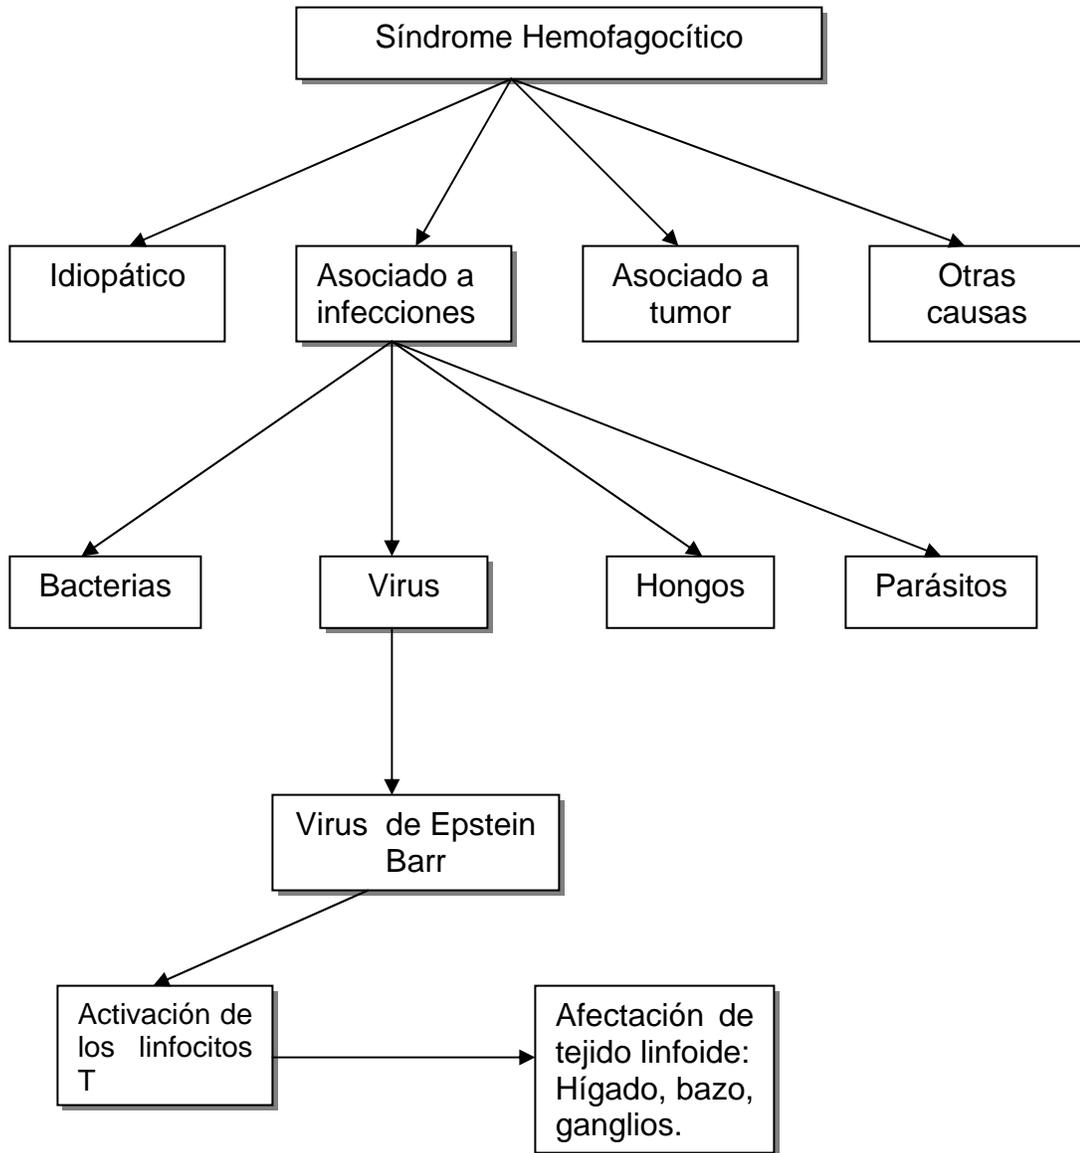 Síndrome Hemofagocítico
Idiopático
Asociado a
infecciones
Asociado a
tumor
Otras
causas
Bacterias
Virus
Hongos
Parásitos
Virus de Epstein
Barr
Activación de
los linfocitos
T
Afectación de
tejido linfoide:
Hígado, bazo,
ganglios.